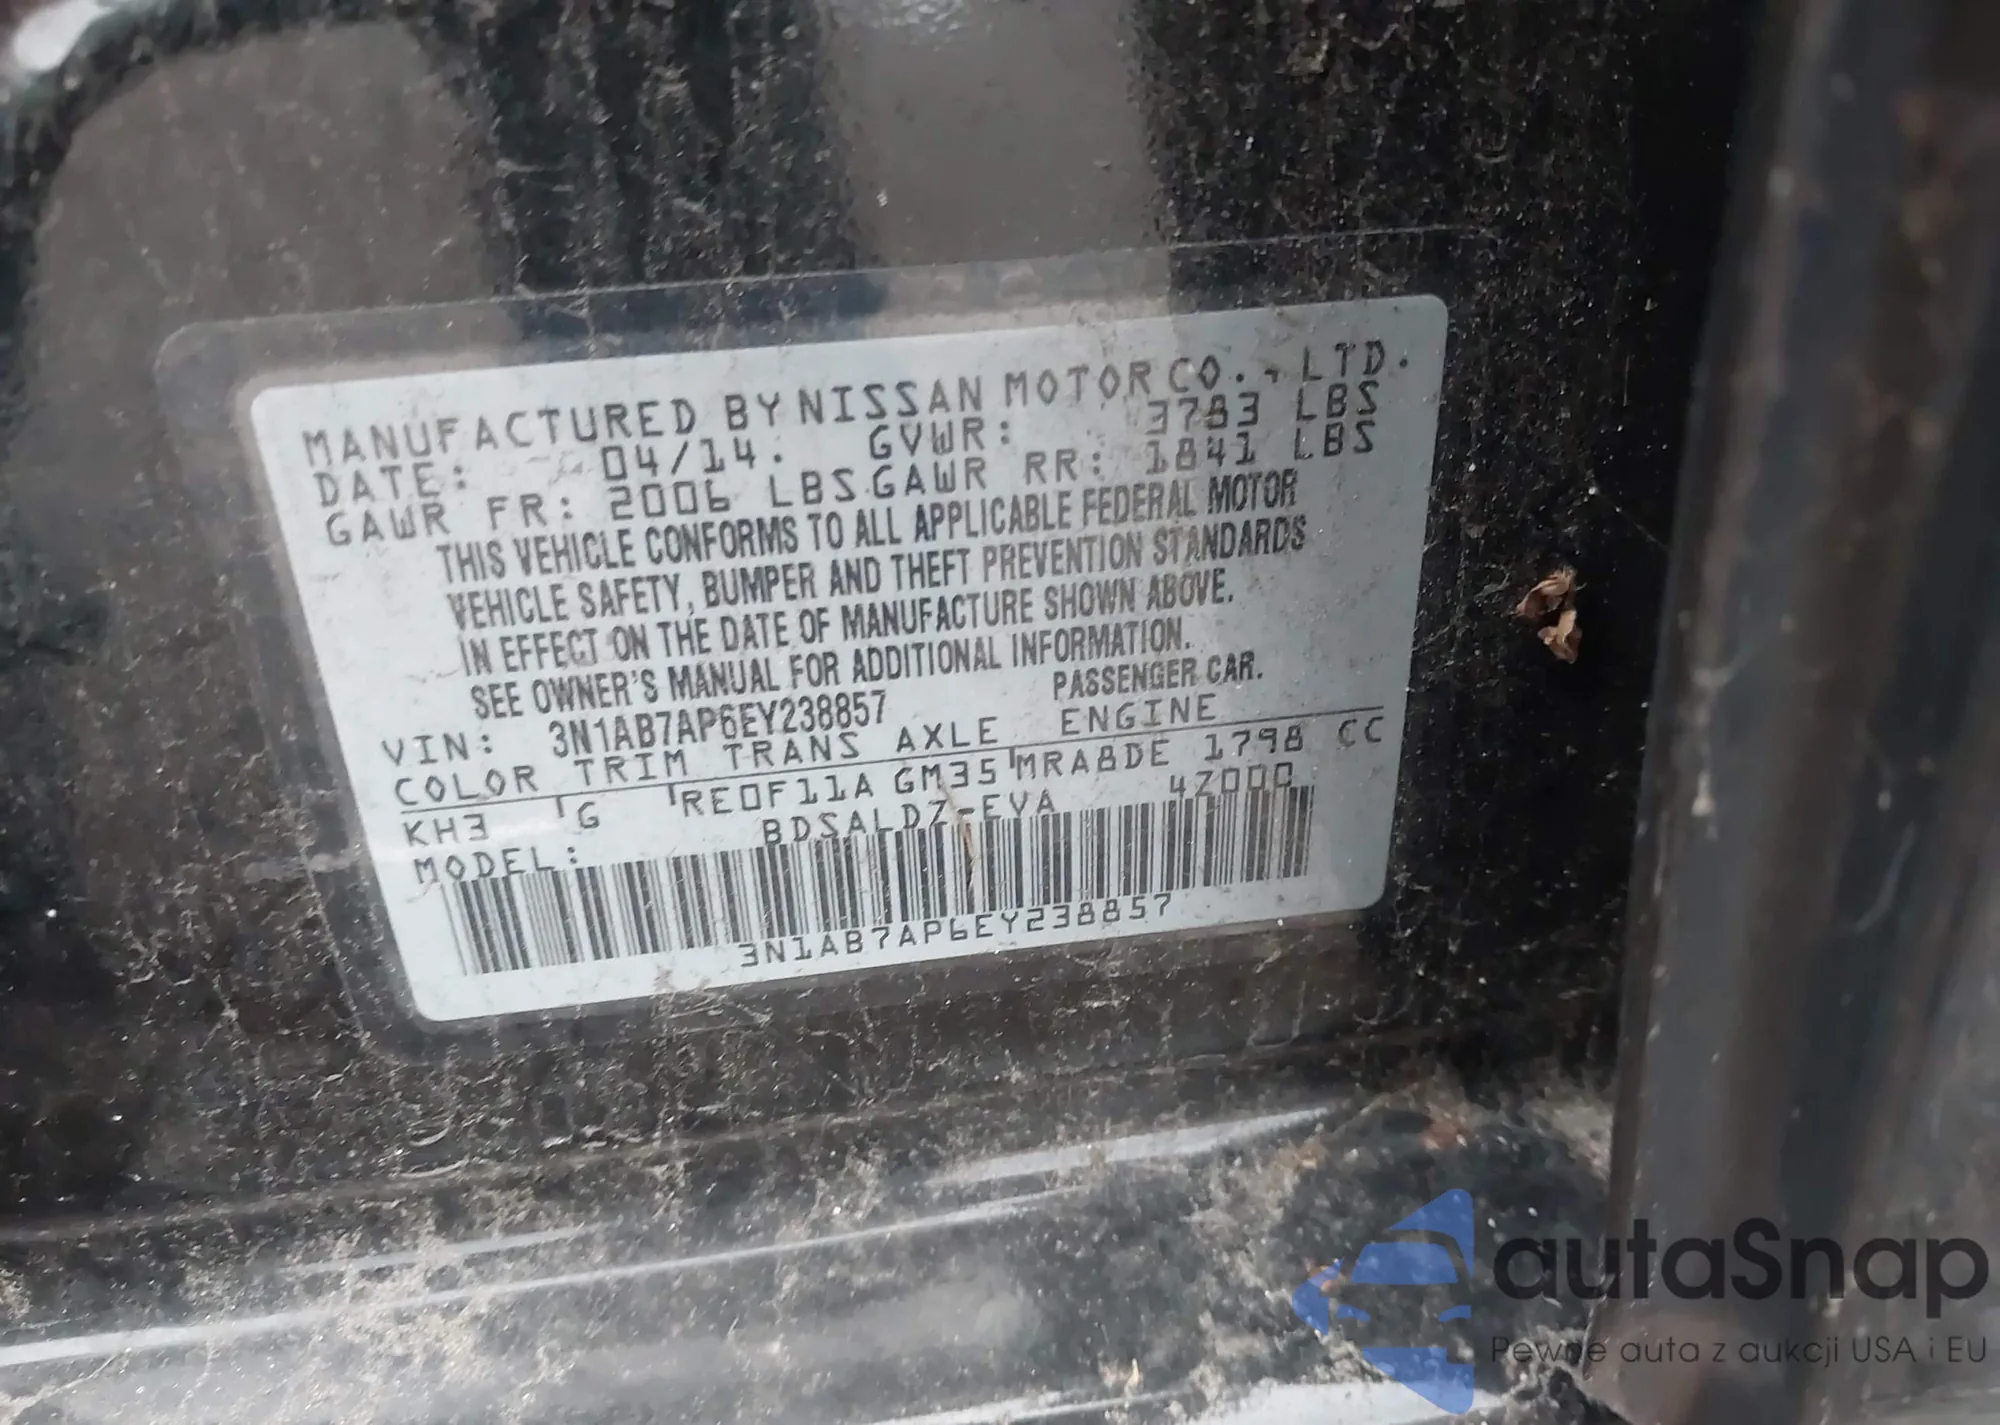 MANUFACTURED BY NISSAN MOTOR CO., LTD.
DATE: 04/14. GVWR: 3783 LBS
GAWR FR: 2006 LBS.GAWR RR: 1841 LBS
THIS VEHICLE CONFORMS TO ALL APPLICABLE FEDERAL MOTOR
VEHICLE SAFETY, BUMPER AND THEFT PREVENTION STANDARDS
IN EFFECT ON THE DATE OF MANUFACTURE SHOWN ABOVE.
SEE OWNER'S MANUAL FOR ADDITIONAL INFORMATION.
VIN: 3N1AB7AP6EY238857 PASSENGER CAR.
COLOR TRIM TRANS AXLE ENGINE
KH3 G RE0F11A GM35 MRA8DE 1798 CC
MODEL: BDSALDZ-EVA 4Z000
3N1AB7AP6EY238857
autaSnap
Pewne auta z aukcji USA i EU